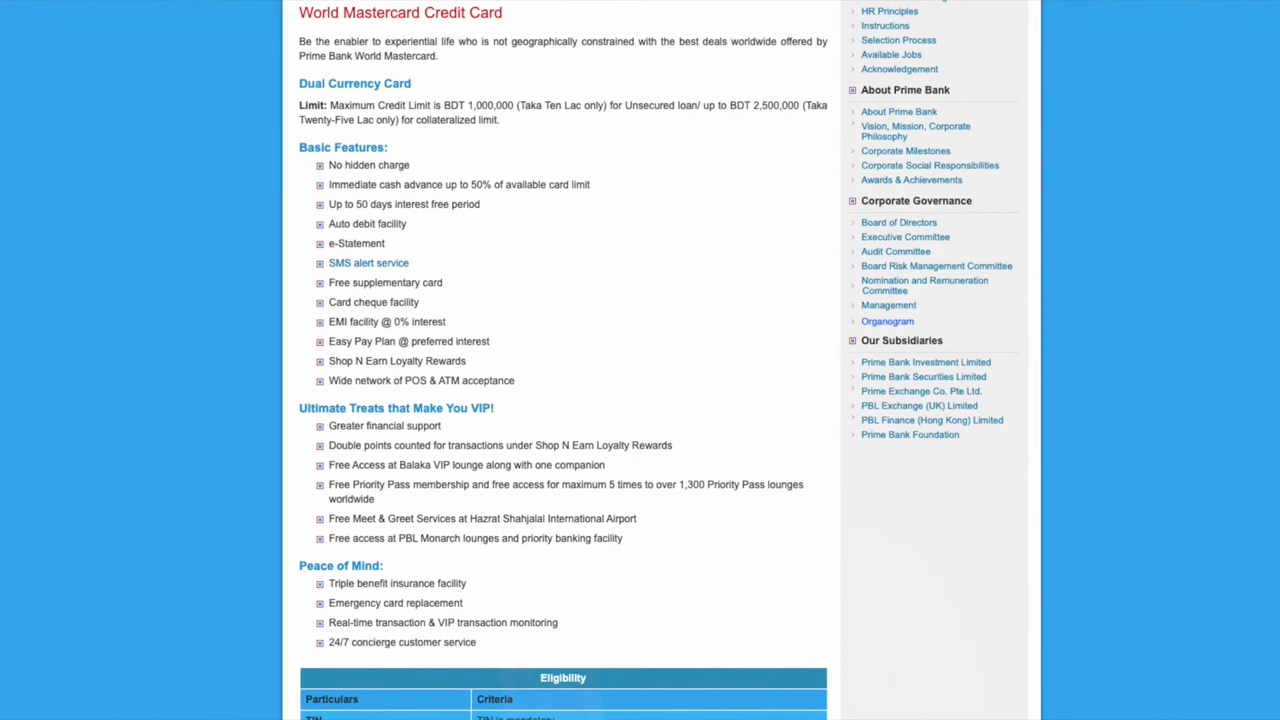 World Mastercard Credit Card
Be the enabler to experiential life who is not geographically constrained with the best deals worldwide offered by
Prime Bank World Mastercard.
Dual Currency Card
Limit: Maximum Credit Limit is BDT 1,000,000 (Taka Ten Lac only) for Unsecured loan/ up to BDT 2,500,000 (Taka
Twenty-Five Lac only) for collateralized limit.
Basic Features:
No hidden charge
Immediate cash advance up to 50% of available card limit
Up to 50 days interest free period
Auto debit facility
e-Statement
SMS alert service
Free supplementary card
Card cheque facility
EMI facility @ 0% interest
Easy Pay Plan @ preferred interest
Shop N Earn Loyalty Rewards
Wide network of POS & ATM acceptance
Ultimate Treats that Make You VIP!
Greater financial support
Double points counted for transactions under Shop N Earn Loyalty Rewards
Free Access at Balaka VIP lounge along with one companion
Free Priority Pass membership and free access for maximum 5 times to over 1,300 Priority Pass lounges
worldwide
Free Meet & Greet Services at Hazrat Shahjalal International Airport
Free access at PBL Monarch lounges and priority banking facility
Peace of Mind:
Triple benefit insurance facility
Emergency card replacement
Real-time transaction & VIP transaction monitoring
24/7 concierge customer service
Eligibility
Particulars Criteria
TIN TIN is mandatory
HR Principles
Instructions
Selection Process
Available Jobs
Acknowledgement
About Prime Bank
About Prime Bank
Vision, Mission, Corporate
Philosophy
Corporate Milestones
Corporate Social Responsibilities
Awards & Achievements
Corporate Governance
Board of Directors
Executive Committee
Audit Committee
Board Risk Management Committee
Nomination and Remuneration
Committee
Management
Organogram
Our Subsidiaries
Prime Bank Investment Limited
Prime Bank Securities Limited
Prime Exchange Co. Pte Ltd.
PBL Exchange (UK) Limited
PBL Finance (Hong Kong) Limited
Prime Bank Foundation